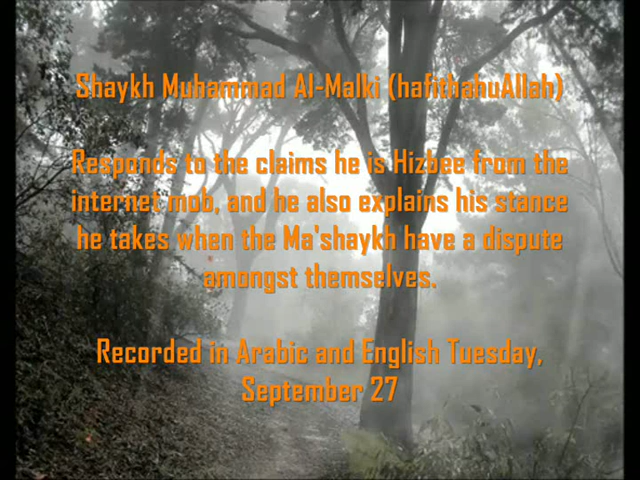 Shaykh Muhammad Al-Malki (hafithahuAllah)
Responds to the claims he is Hizbee from the
internet mob, and he also explains his stance
he takes when the Ma'shaykh have a dispute
amongst themselves.
Recorded in Arabic and English Tuesday,
September 27